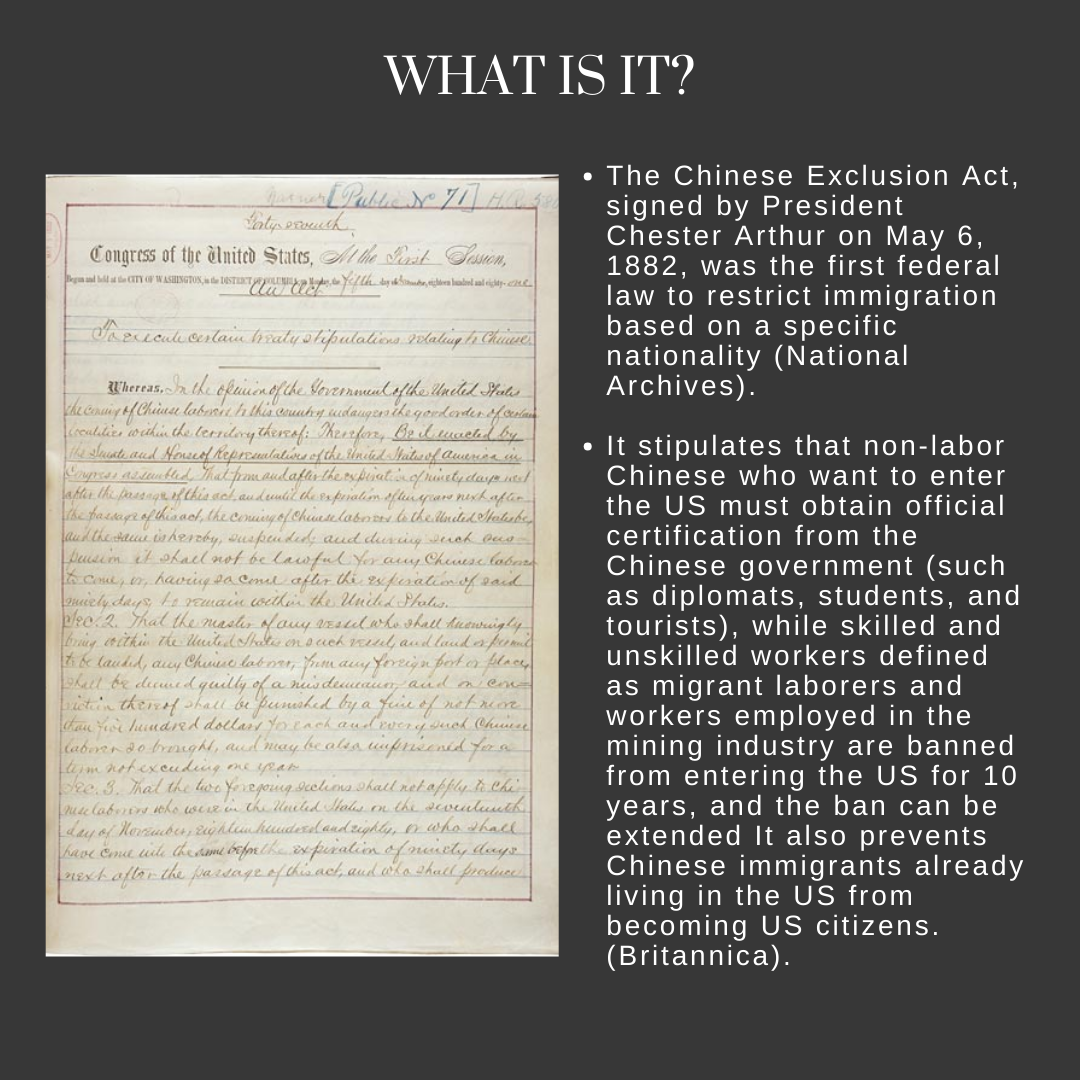 WHAT IS IT?
[Public No 71]
Forty-seventh
Congress of the United States, At the First Session,
Begun and held at the CITY OF WASHINGTON, in the DISTRICT OF COLUMBIA, on Monday, the fifth day of December, eighteen hundred and eighty-one
An Act
To execute certain treaty stipulations relating to Chinese
Whereas, In the opinion of the Government of the United States
the coming of Chinese laborers to this country endangers the good order of certain
localities within the territory thereof: Therefore, Be it enacted by
the Senate and House of Representatives of the United States of america in
Congress assembled That from and after the expiration of ninety days next
after the passage of this act, and until the expiration of ten years next after
the passage of this act, the coming of Chinese laborers to the United States be,
and the same is hereby, suspended; and during such sus-
pension it shall not be lawful for any Chinese laborer
to come, or, having so come after the expiration of said
ninety days, to remain within the United States.
Sec. 2. That the master of any vessel who shall knowingly
bring within the United States on such vessel, and land or permit
to be landed, any Chinese laborer, from any foreign port or place,
shall be deemed guilty of a misdemeanor, and on con-
viction thereof shall be punished by a fine of not more
than five hundred dollars for each and every such Chinese
laborer so brought, and may be also imprisoned for a
term not exceeding one year.
Sec. 3. That the two foregoing sections shall not apply to Chi-
nese laborers who were in the United States on the seventeenth
day of November, eighteen hundred and eighty, or who shall
have come into the same before the expiration of ninety days
next after the passage of this act, and who shall produce
The Chinese Exclusion Act,
signed by President
Chester Arthur on May 6,
1882, was the first federal
law to restrict immigration
based on a specific
nationality (National
Archives).
It stipulates that non-labor
Chinese who want to enter
the US must obtain official
certification from the
Chinese government (such
as diplomats, students, and
tourists), while skilled and
unskilled workers defined
as migrant laborers and
workers employed in the
mining industry are banned
from entering the US for 10
years, and the ban can be
extended It also prevents
Chinese immigrants already
living in the US from
becoming US citizens.
(Britannica).